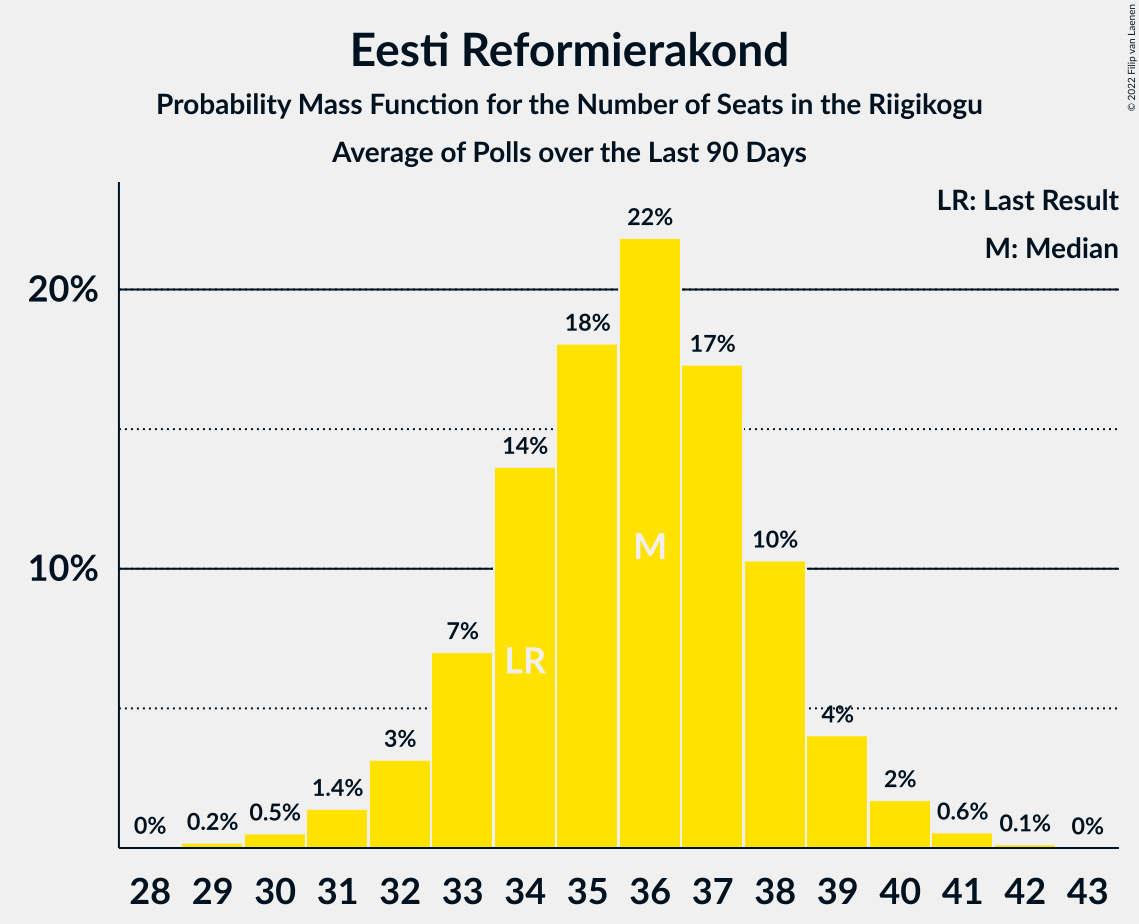 Eesti Reformierakond
Probability Mass Function for the Number of Seats in the Riigikogu
Average of Polls over the Last 90 Days
© 2022 Filip van Laenen
LR: Last Result
M: Median
20%
10%
0%
0.2%
0.5%
1.4%
3%
7%
14%
18%
22%
17%
10%
4%
2%
0.6%
0.1%
0%
LR
M
28 29 30 31 32 33 34 35 36 37 38 39 40 41 42 43